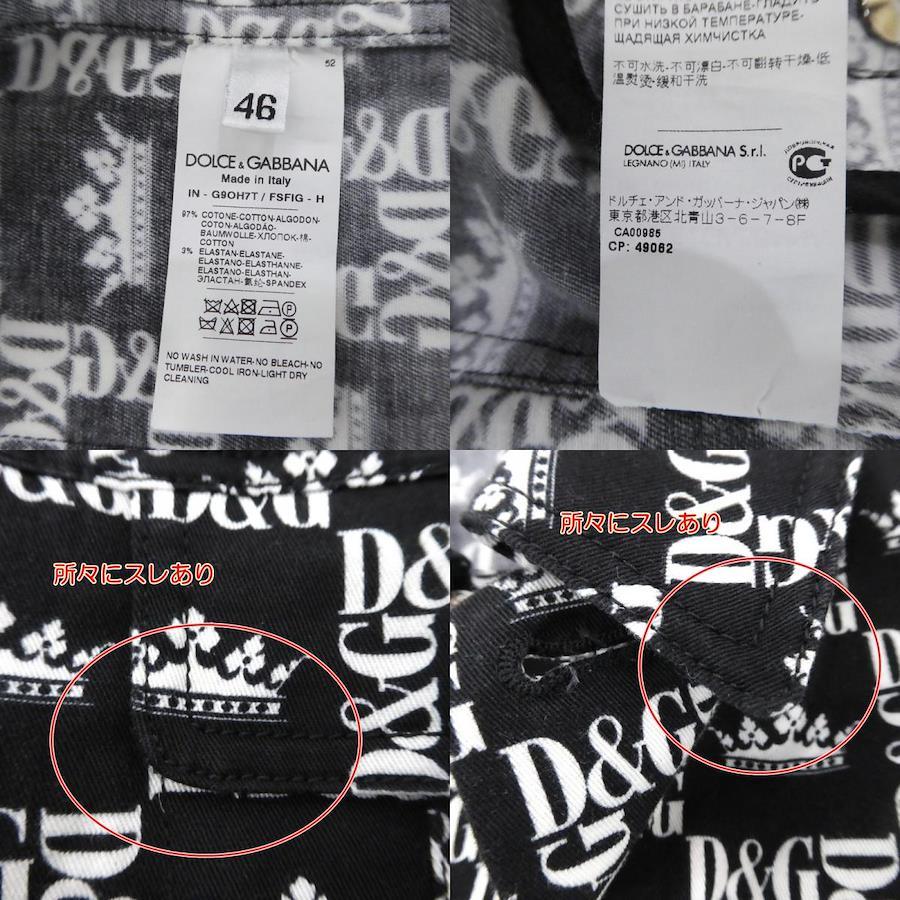 52
46
DOLCE & GABBANA
Made in Italy
IN - G9OH7T / FSFIG - H
97% COTONE-COTTON-ALGODON-
COTON-ALGODÃO-
BAUMWOLLE-ХЛОПОК-棉-
COTTON
3% ELASTAN-ELASTANE-
ELASTANO-ELASTHANNE-
ELASTANO-ELASTHAN-
ЭЛАСТАН-氨纶-SPANDEX
NO WASH IN WATER-NO BLEACH-NO
TUMBLER-COOL IRON-LIGHT DRY
CLEANING
СУШИТЬ В БАРАБАНЕ-ГЛАДИТЬ
ПРИ НИЗКОЙ ТЕМПЕРАТУРЕ-
ЩАДЯЩАЯ ХИМЧИСТКА
不可水洗-不可漂白-不可翻转干燥-低
温熨烫-缓和干洗
DOLCE & GABBANA S.r.l.
LEGNANO (MI) ITALY
ドルチェ・アンド・ガッバーナ・ジャパン(株)
東京都港区北青山3-6-7-8F
CA00985
CP: 49062
D&G
D&G
所々にスレあり
D&G
D&G
所々にスレあり
D&G
D&G